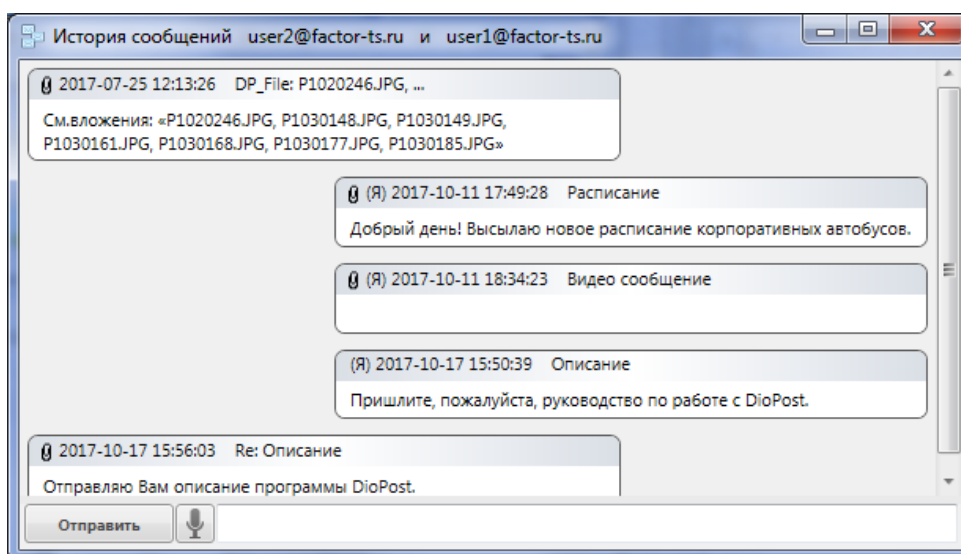 История сообщений user2@factor-ts.ru и user1@factor-ts.ru
2017-07-25 12:13:26 DP_File: P1020246.JPG, ...
См.вложения: «P1020246.JPG, P1030148.JPG, P1030149.JPG,
P1030161.JPG, P1030168.JPG, P1030177.JPG, P1030185.JPG»
(Я) 2017-10-11 17:49:28 Расписание
Добрый день! Высылаю новое расписание корпоративных автобусов.
(Я) 2017-10-11 18:34:23 Видео сообщение
(Я) 2017-10-17 15:50:39 Описание
Пришлите, пожалуйста, руководство по работе с DioPost.
2017-10-17 15:56:03 Re: Описание
Отправляю Вам описание программы DioPost.
Отправить